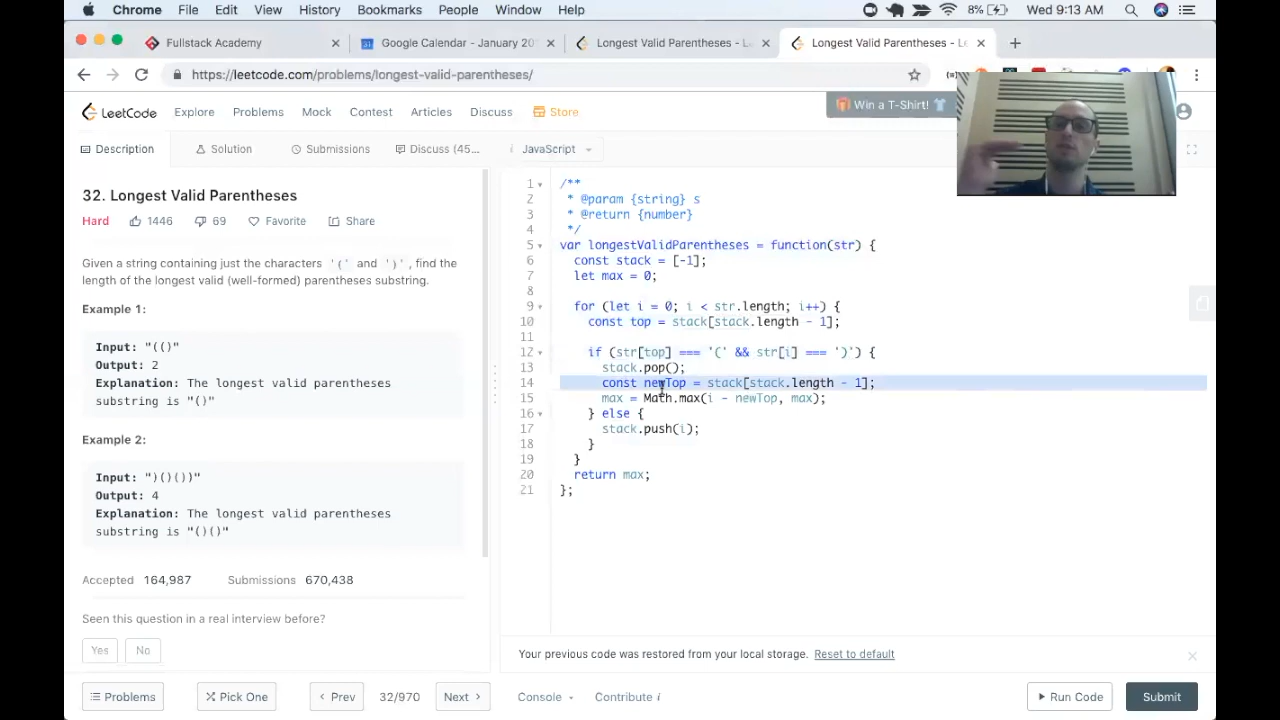 Chrome File Edit View History Bookmarks People Window Help 8% Wed 9:13 AM
Fullstack Academy × Google Calendar - January 20 × Longest Valid Parentheses - L × Longest Valid Parentheses - Le × +
https://leetcode.com/problems/longest-valid-parentheses/
LeetCode Explore Problems Mock Contest Articles Discuss Store Win a T-Shirt!
Description Solution Submissions Discuss (45... i JavaScript
32. Longest Valid Parentheses
Hard 1446 69 Favorite Share
Given a string containing just the characters '(' and ')', find the
length of the longest valid (well-formed) parentheses substring.
Example 1:
Input: "(()"
Output: 2
Explanation: The longest valid parentheses
substring is "()"
Example 2:
Input: ")()())"
Output: 4
Explanation: The longest valid parentheses
substring is "()()"
Accepted 164,987 Submissions 670,438
Seen this question in a real interview before?
Yes No
Problems Pick One Prev 32/970 Next
1 /**
2 * @param {string} s
3 * @return {number}
4 */
5 var longestValidParentheses = function(str) {
6 const stack = [-1];
7 let max = 0;
8
9 for (let i = 0; i < str.length; i++) {
10 const top = stack[stack.length - 1];
11
12 if (str[top] === '(' && str[i] === ')') {
13 stack.pop();
14 const newTop = stack[stack.length - 1];
15 max = Math.max(i - newTop, max);
16 } else {
17 stack.push(i);
18 }
19 }
20 return max;
21 };
Your previous code was restored from your local storage. Reset to default
Console Contribute i Run Code Submit